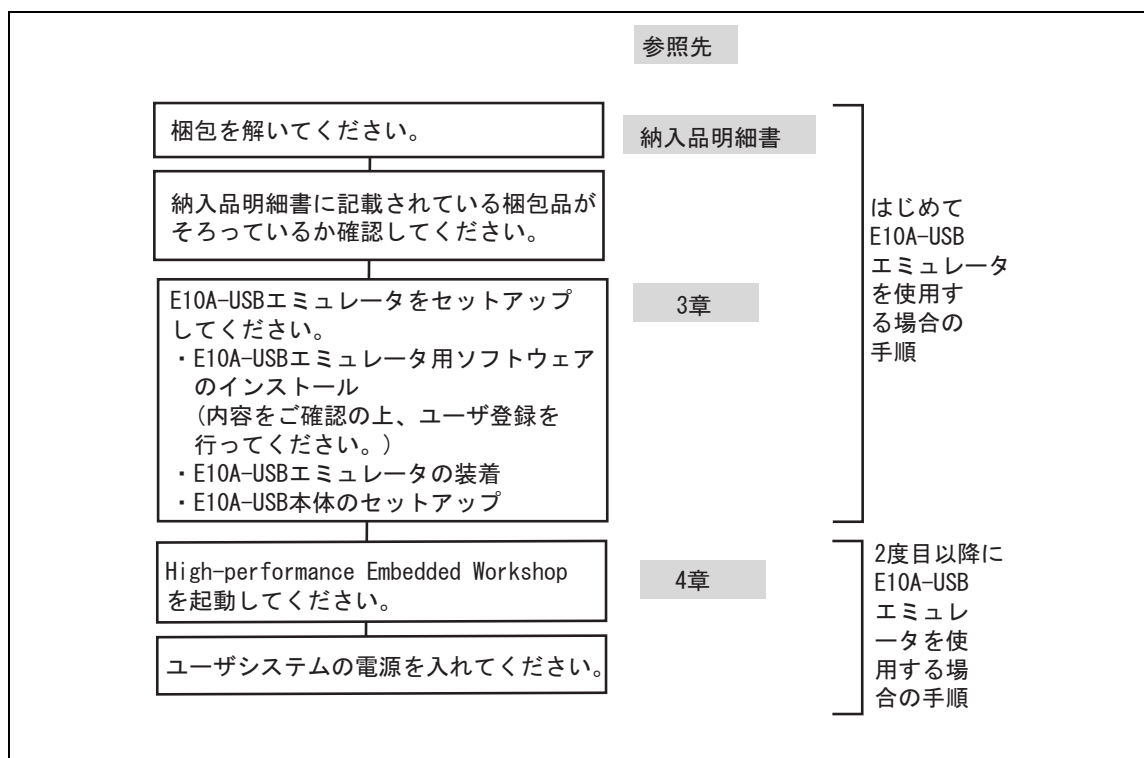 参照先
梱包を解いてください。
納入品明細書
納入品明細書に記載されている梱包品が
そろっているか確認してください。
E10A-USBエミュレータをセットアップ
してください。
・E10A-USBエミュレータ用ソフトウェア
のインストール
(内容をご確認の上、ユーザ登録を
行ってください。)
・E10A-USBエミュレータの装着
・E10A-USB本体のセットアップ
3章
はじめて
E10A-USB
エミュレータ
を使用す
る場合の
手順
High-performance Embedded Workshop
を起動してください。
4章
ユーザシステムの電源を入れてください。
2度目以降に
E10A-USB
エミュレ
ータを使
用する場
合の手順